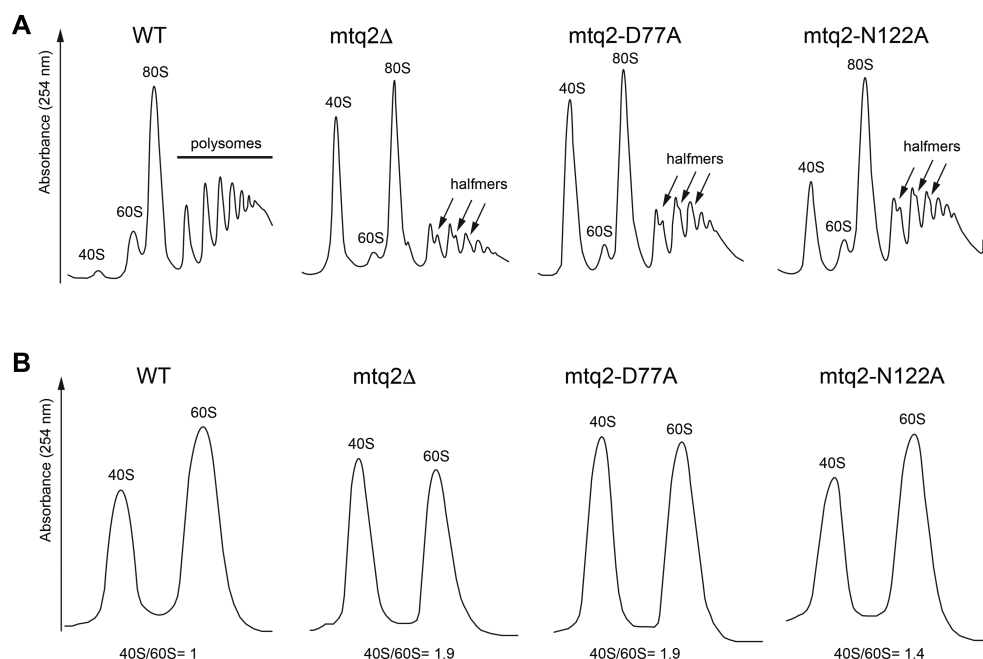 A
WT
mtq2Δ
mtq2-D77A
mtq2-N122A
Absorbance (254 nm)
40S
60S
80S
polysomes
40S
60S
80S
halfmers
40S
60S
80S
halfmers
40S
60S
80S
halfmers
B
WT
mtq2Δ
mtq2-D77A
mtq2-N122A
Absorbance (254 nm)
40S
60S
40S
60S
40S
60S
40S
60S
40S/60S= 1
40S/60S= 1.9
40S/60S= 1.9
40S/60S= 1.4